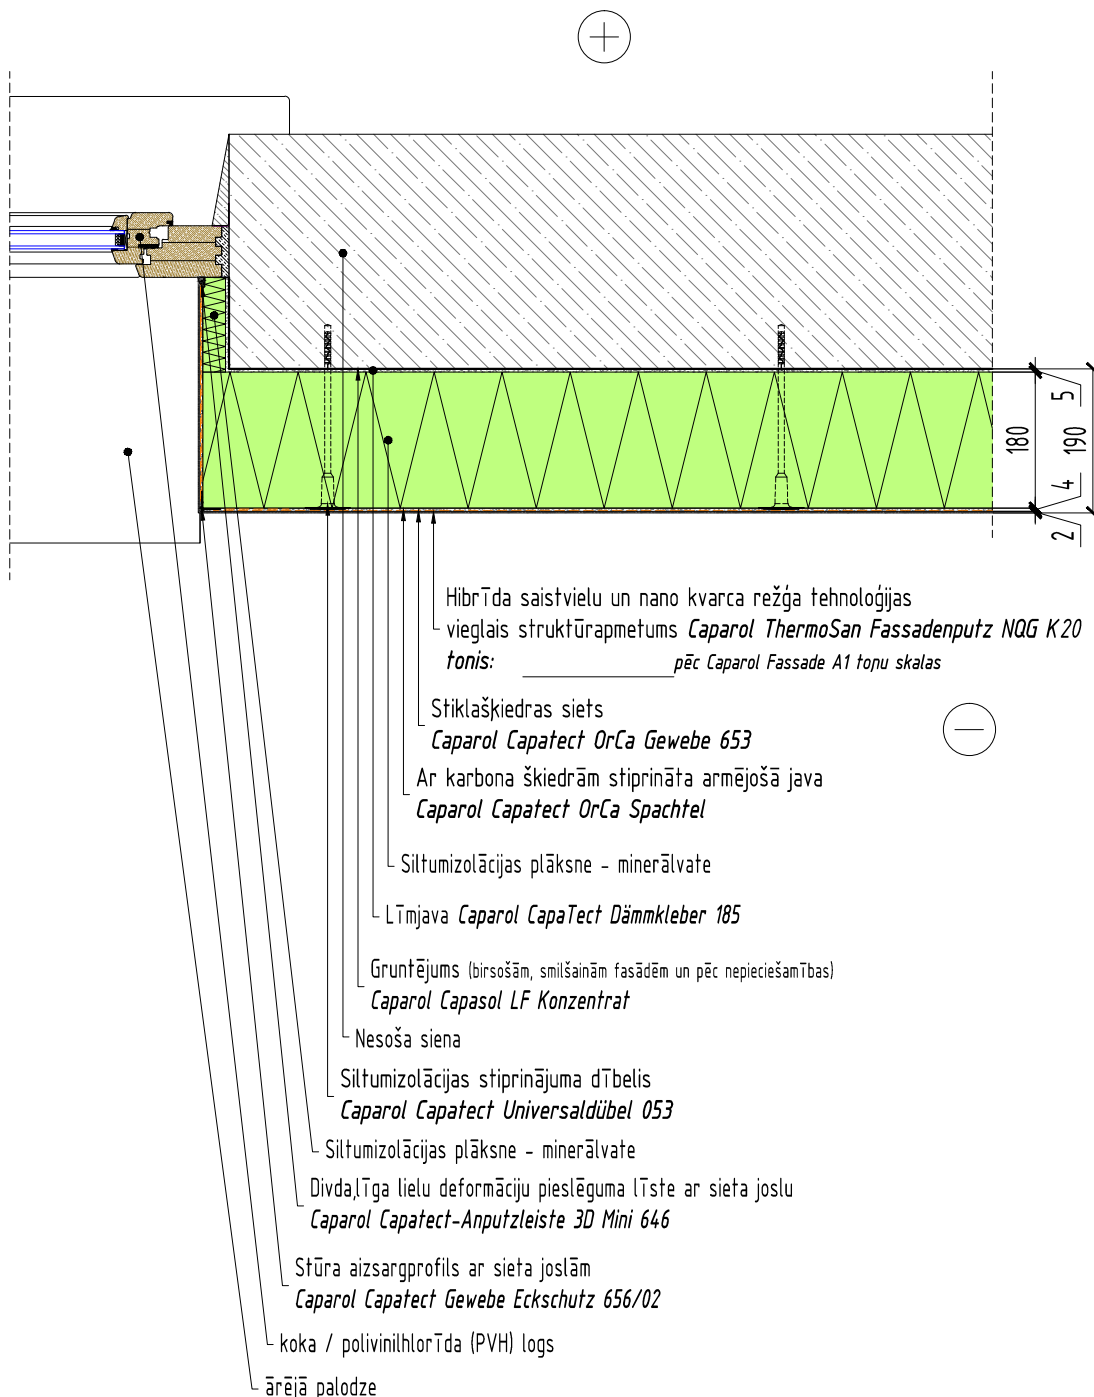 5
180
190
4
2
Hibrīda saistvielu un nano kvarca režģa tehnoloģijas
vieglais struktūrapmetums Caparol ThermoSan Fassadenputz NQG K20
tonis: ____________ pēc Caparol Fassade A1 toņu skalas
Stiklašķiedras siets
Caparol Capatect OrCa Gewebe 653
Ar karbona šķiedrām stiprināta armējošā java
Caparol Capatect OrCa Spachtel
Siltumizolācijas plāksne - minerālvate
Līmjava Caparol CapaTect Dämmkleber 185
Gruntējums (birsošām, smilšainām fasādēm un pēc nepieciešamības)
Caparol Capasol LF Konzentrat
Nesoša siena
Siltumizolācijas stiprinājuma dībelis
Caparol Capatect Universaldübel 053
Siltumizolācijas plāksne - minerālvate
Divdaļīga lielu deformāciju pieslēguma līste ar sieta joslu
Caparol Capatect-Anputzleiste 3D Mini 646
Stūra aizsargprofils ar sieta joslām
Caparol Capatect Gewebe Eckschutz 656/02
koka / polivinilhlorīda (PVH) logs
ārējā palodze